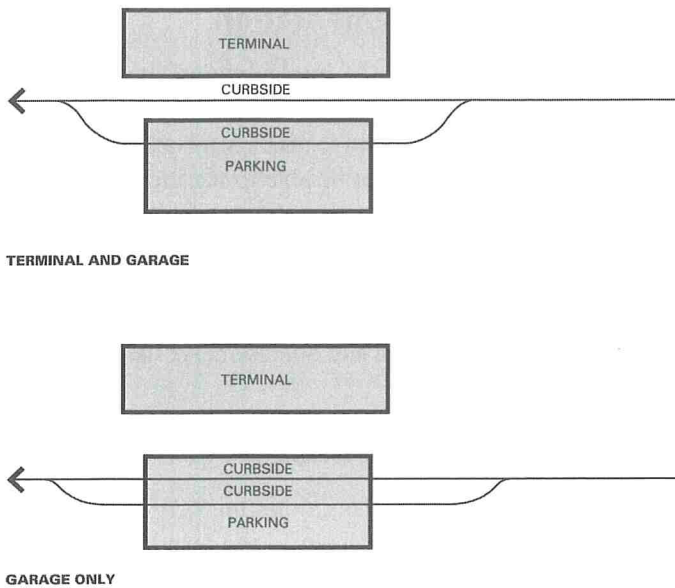 TERMINAL
CURBSIDE
CURBSIDE
PARKING
TERMINAL AND GARAGE
TERMINAL
CURBSIDE
CURBSIDE
PARKING
GARAGE ONLY